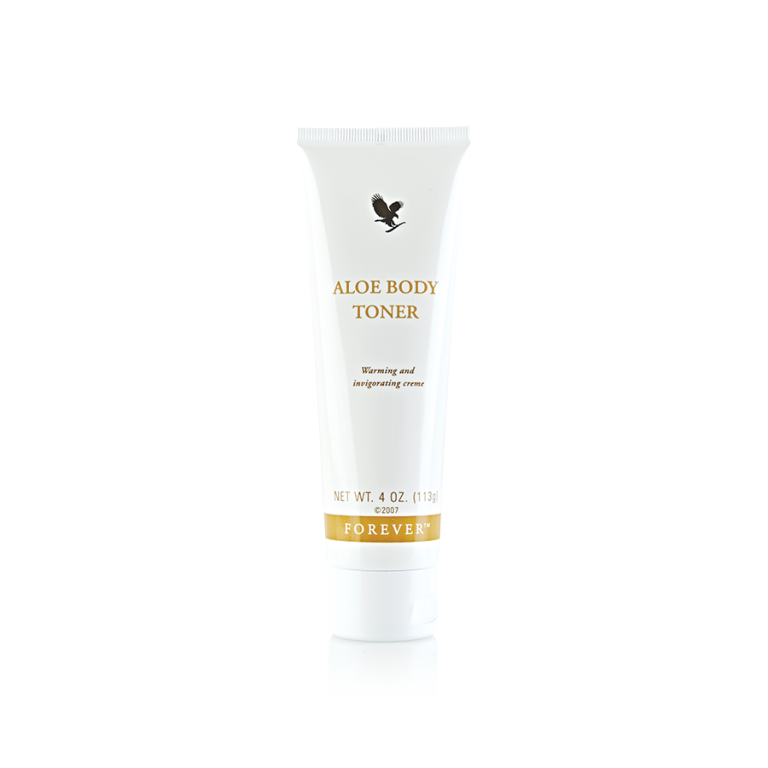 ALOE BODY
TONER
Warming and
invigorating creme
NET WT. 4 OZ. (113g)
©2007
FOREVER™